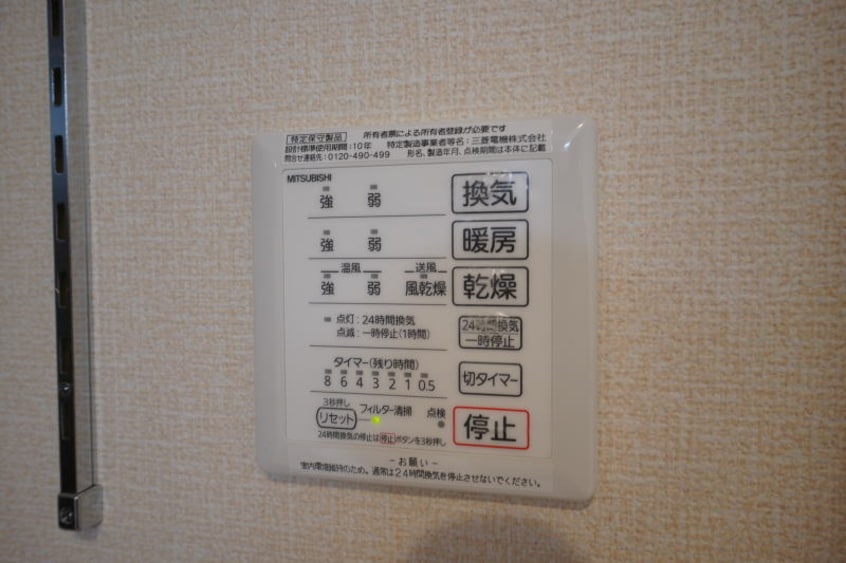 特定保守製品 所有者票による所有者登録が必要です
設計標準使用期間:10年 特定製造事業者等名:三菱電機株式会社
問合せ連絡先:0120-490-499 形名、製造年月、点検期間は本体に記載
MITSUBISHI
強 弱 換気
強 弱 暖房
温風 送風
強 弱 風乾燥 乾燥
点灯:24時間換気
点滅:一時停止(1時間)
24時間換気
一時停止
タイマー(残り時間)
8 6 4 3 2 1 0.5
切タイマー
3秒押し
リセット フィルター清掃 点検
停止
24時間換気の停止は停止ボタンを3秒押し
-お願い-
室内環境維持のため、通常は24時間換気を停止させないでください。